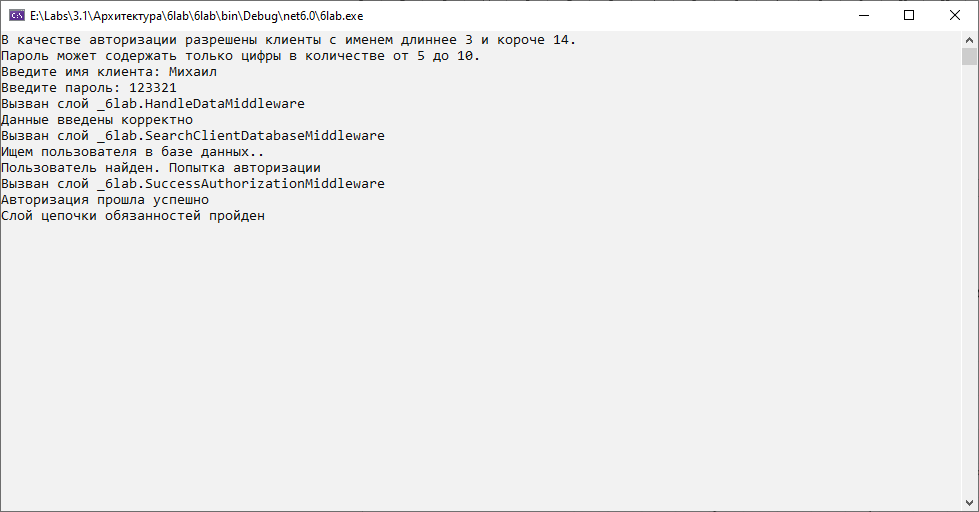 E:\Labs\3.1\Архитектура\6lab\6lab\bin\Debug\net6.0\6lab.exe
В качестве авторизации разрешены клиенты с именем длиннее 3 и короче 14.
Пароль может содержать только цифры в количестве от 5 до 10.
Введите имя клиента: Михаил
Введите пароль: 123321
Вызван слой _6lab.HandleDataMiddleware
Данные введены корректно
Вызван слой _6lab.SearchClientDatabaseMiddleware
Ищем пользователя в базе данных..
Пользователь найден. Попытка авторизации
Вызван слой _6lab.SuccessAuthorizationMiddleware
Авторизация прошла успешно
Слой цепочки обязанностей пройден